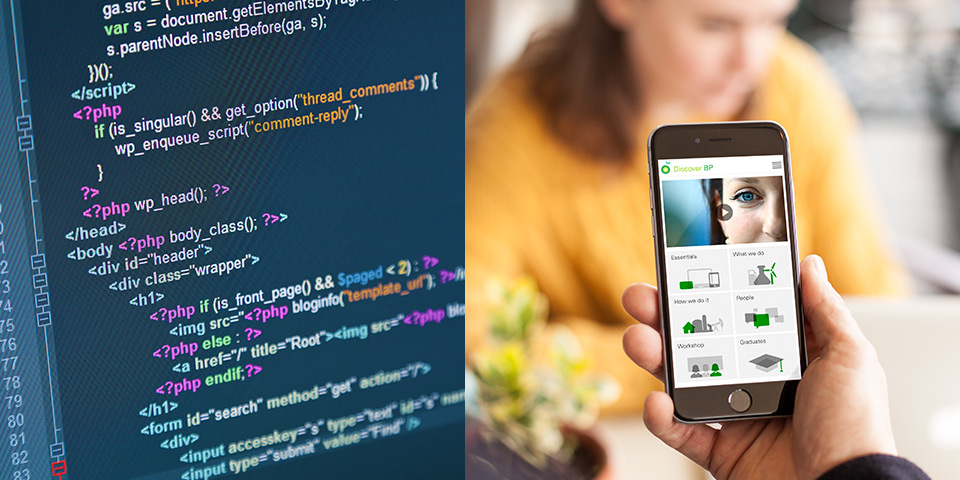 ga.src = ('https
var s = document.getElementsByTagNam
s.parentNode.insertBefore(ga, s);
})();
</script>
<?php
if (is_singular() && get_option("thread_comments")) {
wp_enqueue_script("comment-reply");
}
?>
<?php wp_head(); ?>
</head>
<body <?php body_class(); ?>>
<div id="header">
<div class="wrapper">
<h1>
<?php if (is_front_page() && $paged < 2) : ?>
<img src="<?php bloginfo("template_url"); ?>/i
<?php else : ?>
<a href="/" title="Root"><img src="<?php blo
<?php endif;?>
</h1>
<form id="search" method="get" action="/">
<div>
<input accesskey="s" type="text" id="s" nam
<input type="submit" value="Find" />
72
73
74
75
76
77
78
79
80
81
82
83
Discover BP
Essentials
What we do
How we do it
People
Workshop
Graduates